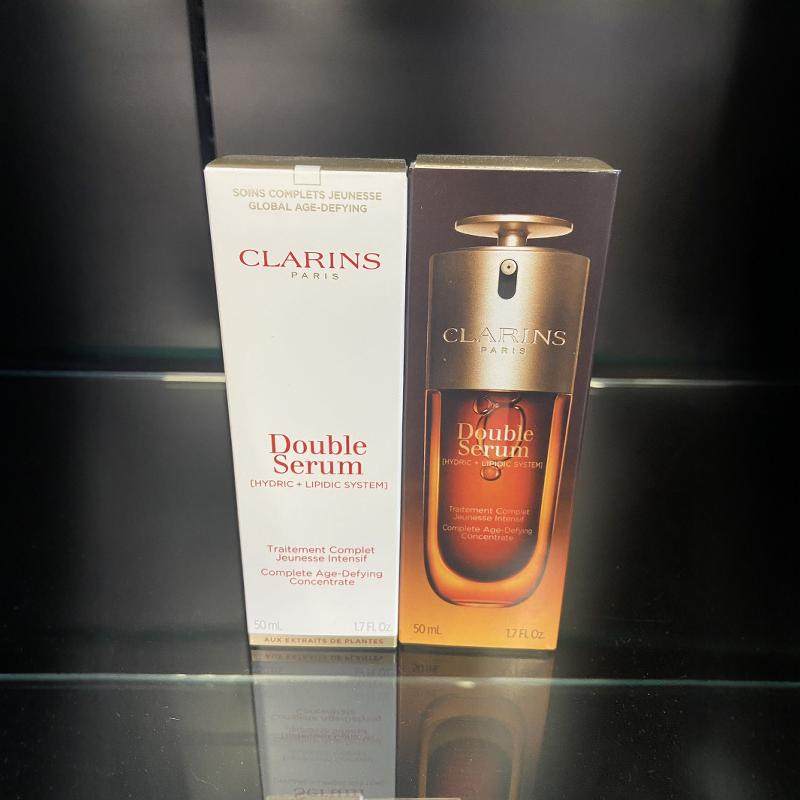 SOINS COMPLETS JEUNESSE
GLOBAL AGE-DEFYING
CLARINS
PARIS
Double
Serum
[HYDRIC + LIPIDIC SYSTEM]
Traitement Complet
Jeunesse Intensif
Complete Age-Defying
Concentrate
50 mL 1.7 FL. Oz.
AUX EXTRAITS DE PLANTES
CLARINS
PARIS
Double
Serum
[HYDRIC + LIPIDIC SYSTEM]
Traitement Complet
Jeunesse Intensif
Complete Age-Defying
Concentrate
50 mL 1.7 FL. Oz.